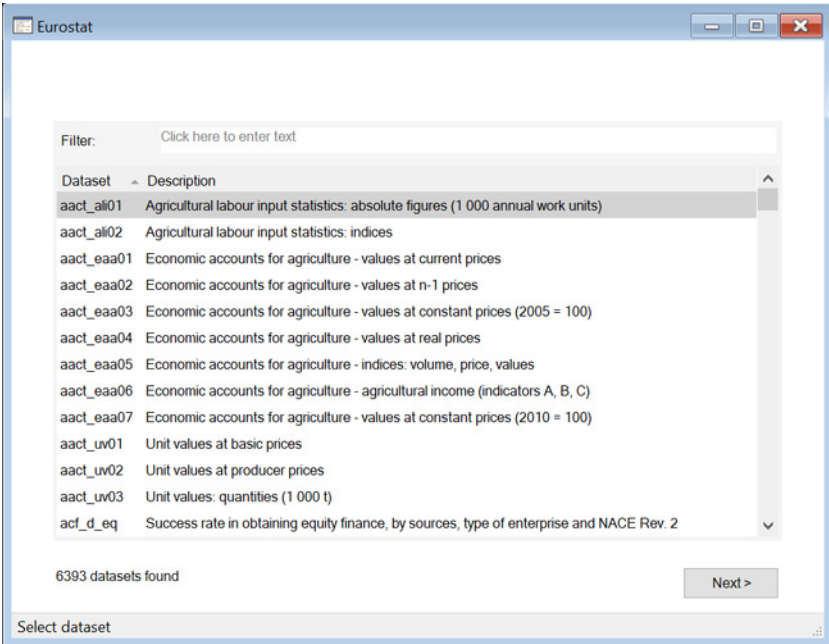 Eurostat
Filter: Click here to enter text
Dataset Description
aact_ali01 Agricultural labour input statistics: absolute figures (1 000 annual work units)
aact_ali02 Agricultural labour input statistics: indices
aact_eaa01 Economic accounts for agriculture - values at current prices
aact_eaa02 Economic accounts for agriculture - values at n-1 prices
aact_eaa03 Economic accounts for agriculture - values at constant prices (2005 = 100)
aact_eaa04 Economic accounts for agriculture - values at real prices
aact_eaa05 Economic accounts for agriculture - indices: volume, price, values
aact_eaa06 Economic accounts for agriculture - agricultural income (indicators A, B, C)
aact_eaa07 Economic accounts for agriculture - values at constant prices (2010 = 100)
aact_uv01 Unit values at basic prices
aact_uv02 Unit values at producer prices
aact_uv03 Unit values: quantities (1 000 t)
acf_d_eq Success rate in obtaining equity finance, by sources, type of enterprise and NACE Rev. 2
6393 datasets found
Next >
Select dataset